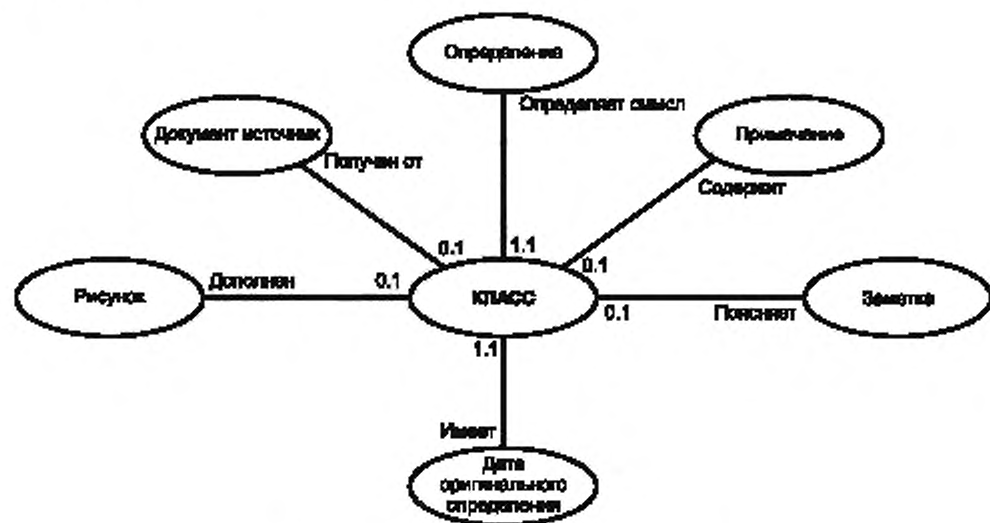 Определение
Определяет смысл
Документ источник
Примечание
Получен от
Содержит
0.1
1.1
0.1
Рисунок
Дополнен
0.1
КЛАСС
0.1
Поясняет
Заметка
1.1
Имеет
Дата
оригинального
определения